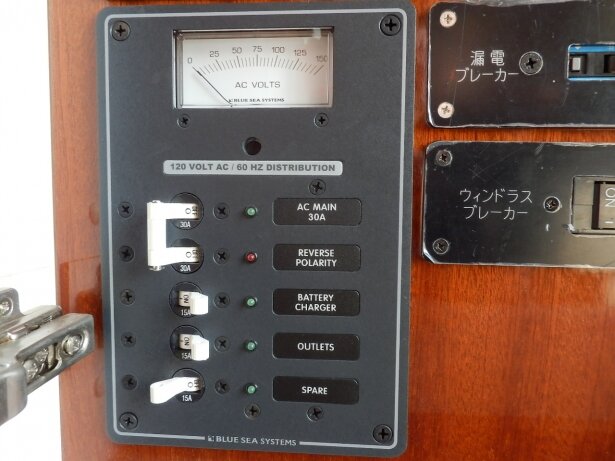 0 25 50 75 100 125 150
AC VOLTS
BLUE SEA SYSTEMS
120 VOLT AC / 60 HZ DISTRIBUTION
30A
AC MAIN
30A
30A
REVERSE
POLARITY
ON
15A
BATTERY
CHARGER
ON
15A
OUTLETS
15A
SPARE
BLUE SEA SYSTEMS
漏電
ブレーカー
ウィンドラス
ブレーカー
ON